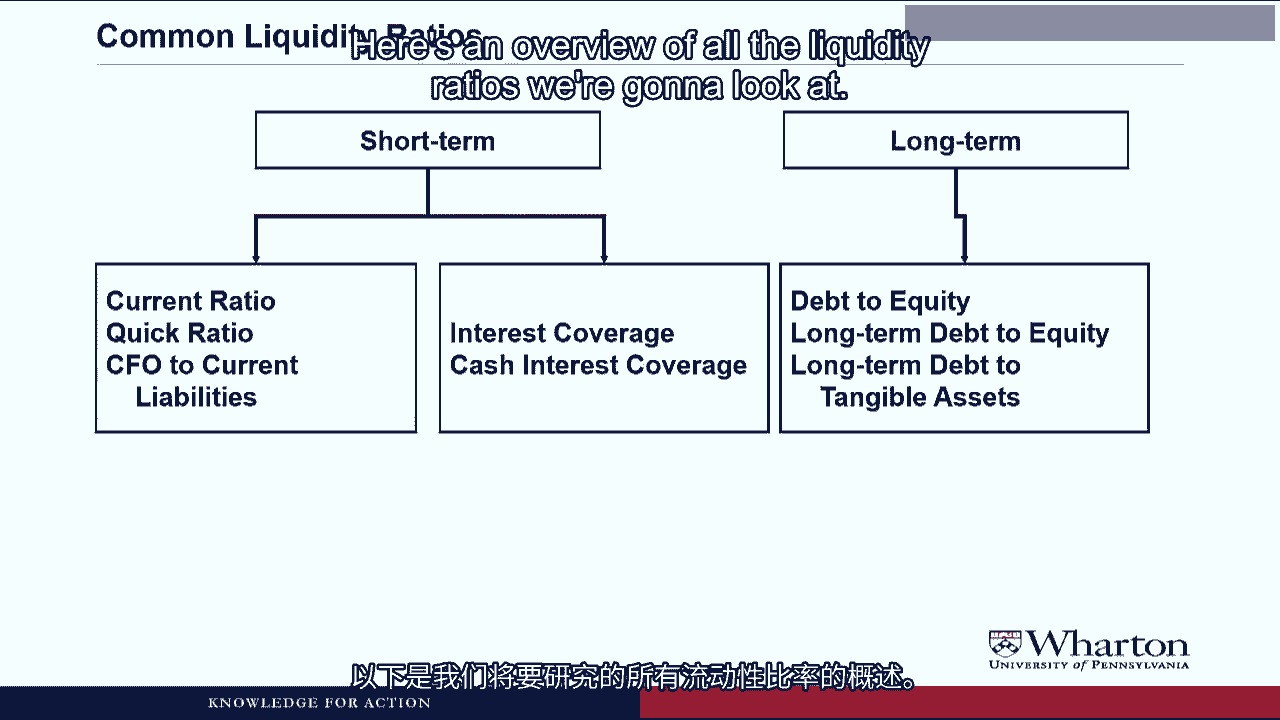 Common Liquidity Ratios
Here's an overview of all the liquidity
ratios we're gonna look at.
Short-term
Long-term
Current Ratio
Quick Ratio
CFO to Current
Liabilities
Interest Coverage
Cash Interest Coverage
Debt to Equity
Long-term Debt to Equity
Long-term Debt to
Tangible Assets
Wharton
UNIVERSITY of PENNSYLVANIA
以下是我们将要研究的所有流动性比率的概述。
KNOWLEDGE FOR ACTION